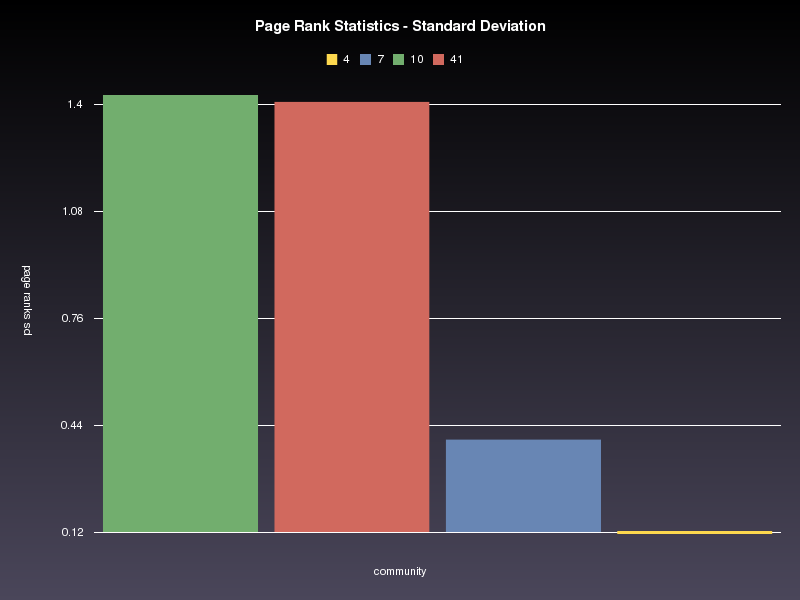 Page Rank Statistics - Standard Deviation
4 7 10 41
1.4
1.08
0.76
0.44
0.12
page ranks sd
community